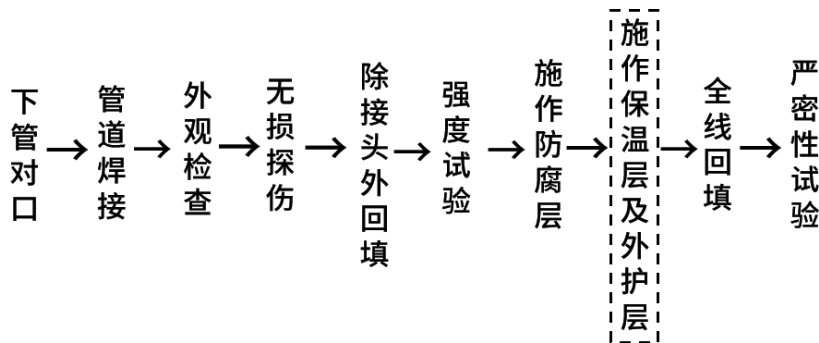 下管对口
管道焊接
外观检查
无损探伤
除接头外回填
强度试验
施作防腐层
施作保温层及外护层
全线回填
严密性试验